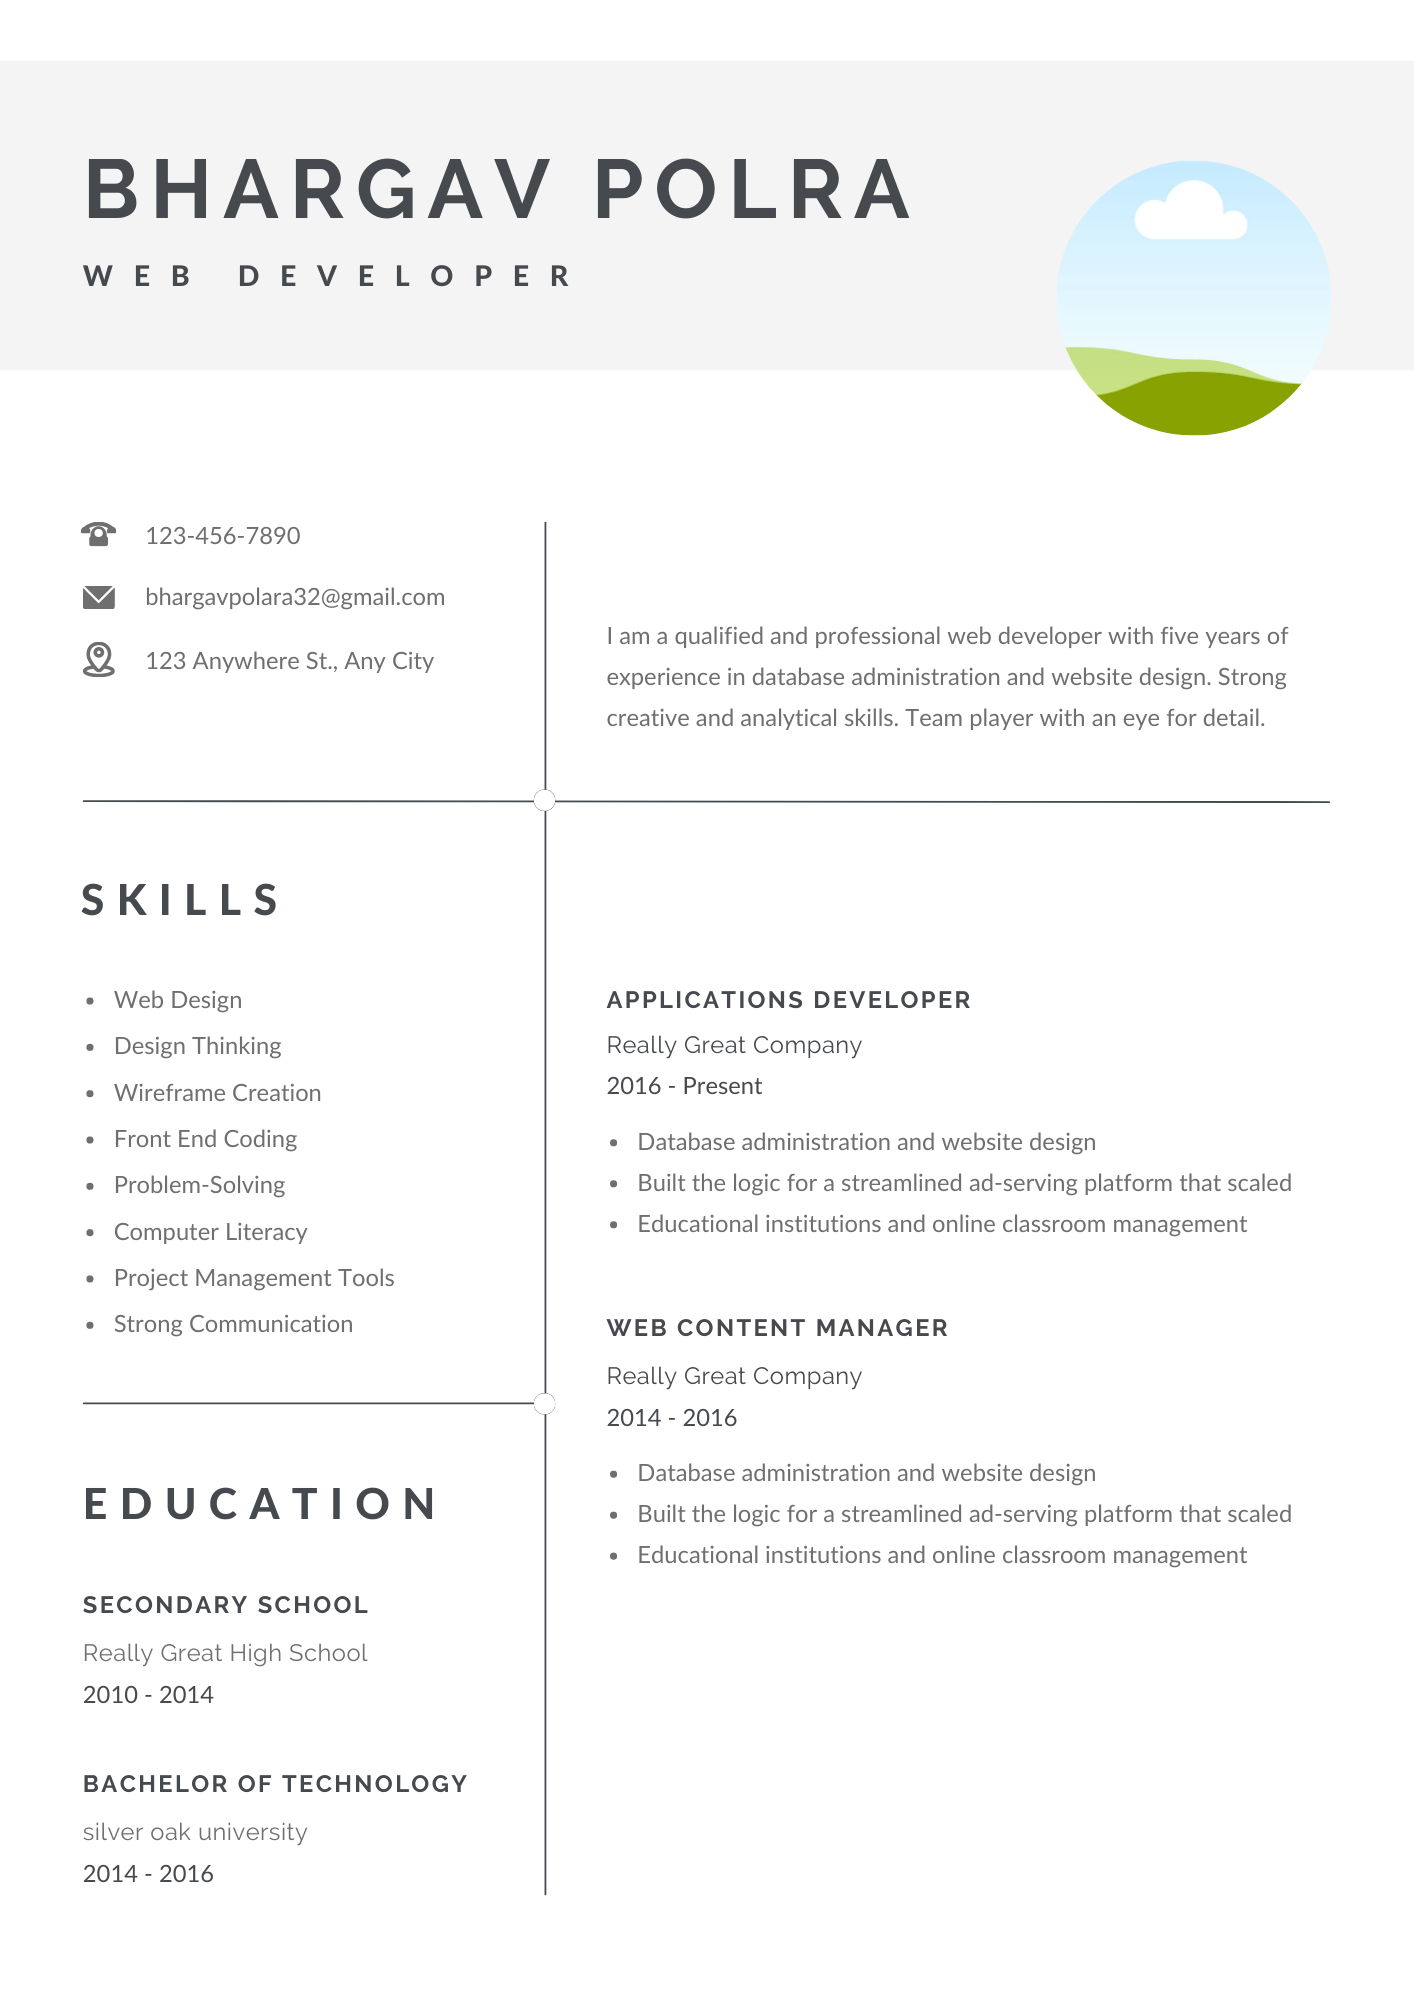 BHARGAV POLRA
WEB DEVELOPER
123-456-7890
bhargavpolara32@gmail.com
123 Anywhere St., Any City
I am a qualified and professional web developer with five years of
experience in database administration and website design. Strong
creative and analytical skills. Team player with an eye for detail.
SKILLS
• Web Design
• Design Thinking
• Wireframe Creation
• Front End Coding
• Problem-Solving
• Computer Literacy
• Project Management Tools
• Strong Communication
EDUCATION
SECONDARY SCHOOL
Really Great High School
2010 - 2014
BACHELOR OF TECHNOLOGY
silver oak university
2014 - 2016
APPLICATIONS DEVELOPER
Really Great Company
2016 - Present
• Database administration and website design
• Built the logic for a streamlined ad-serving platform that scaled
• Educational institutions and online classroom management
WEB CONTENT MANAGER
Really Great Company
2014 - 2016
• Database administration and website design
• Built the logic for a streamlined ad-serving platform that scaled
• Educational institutions and online classroom management